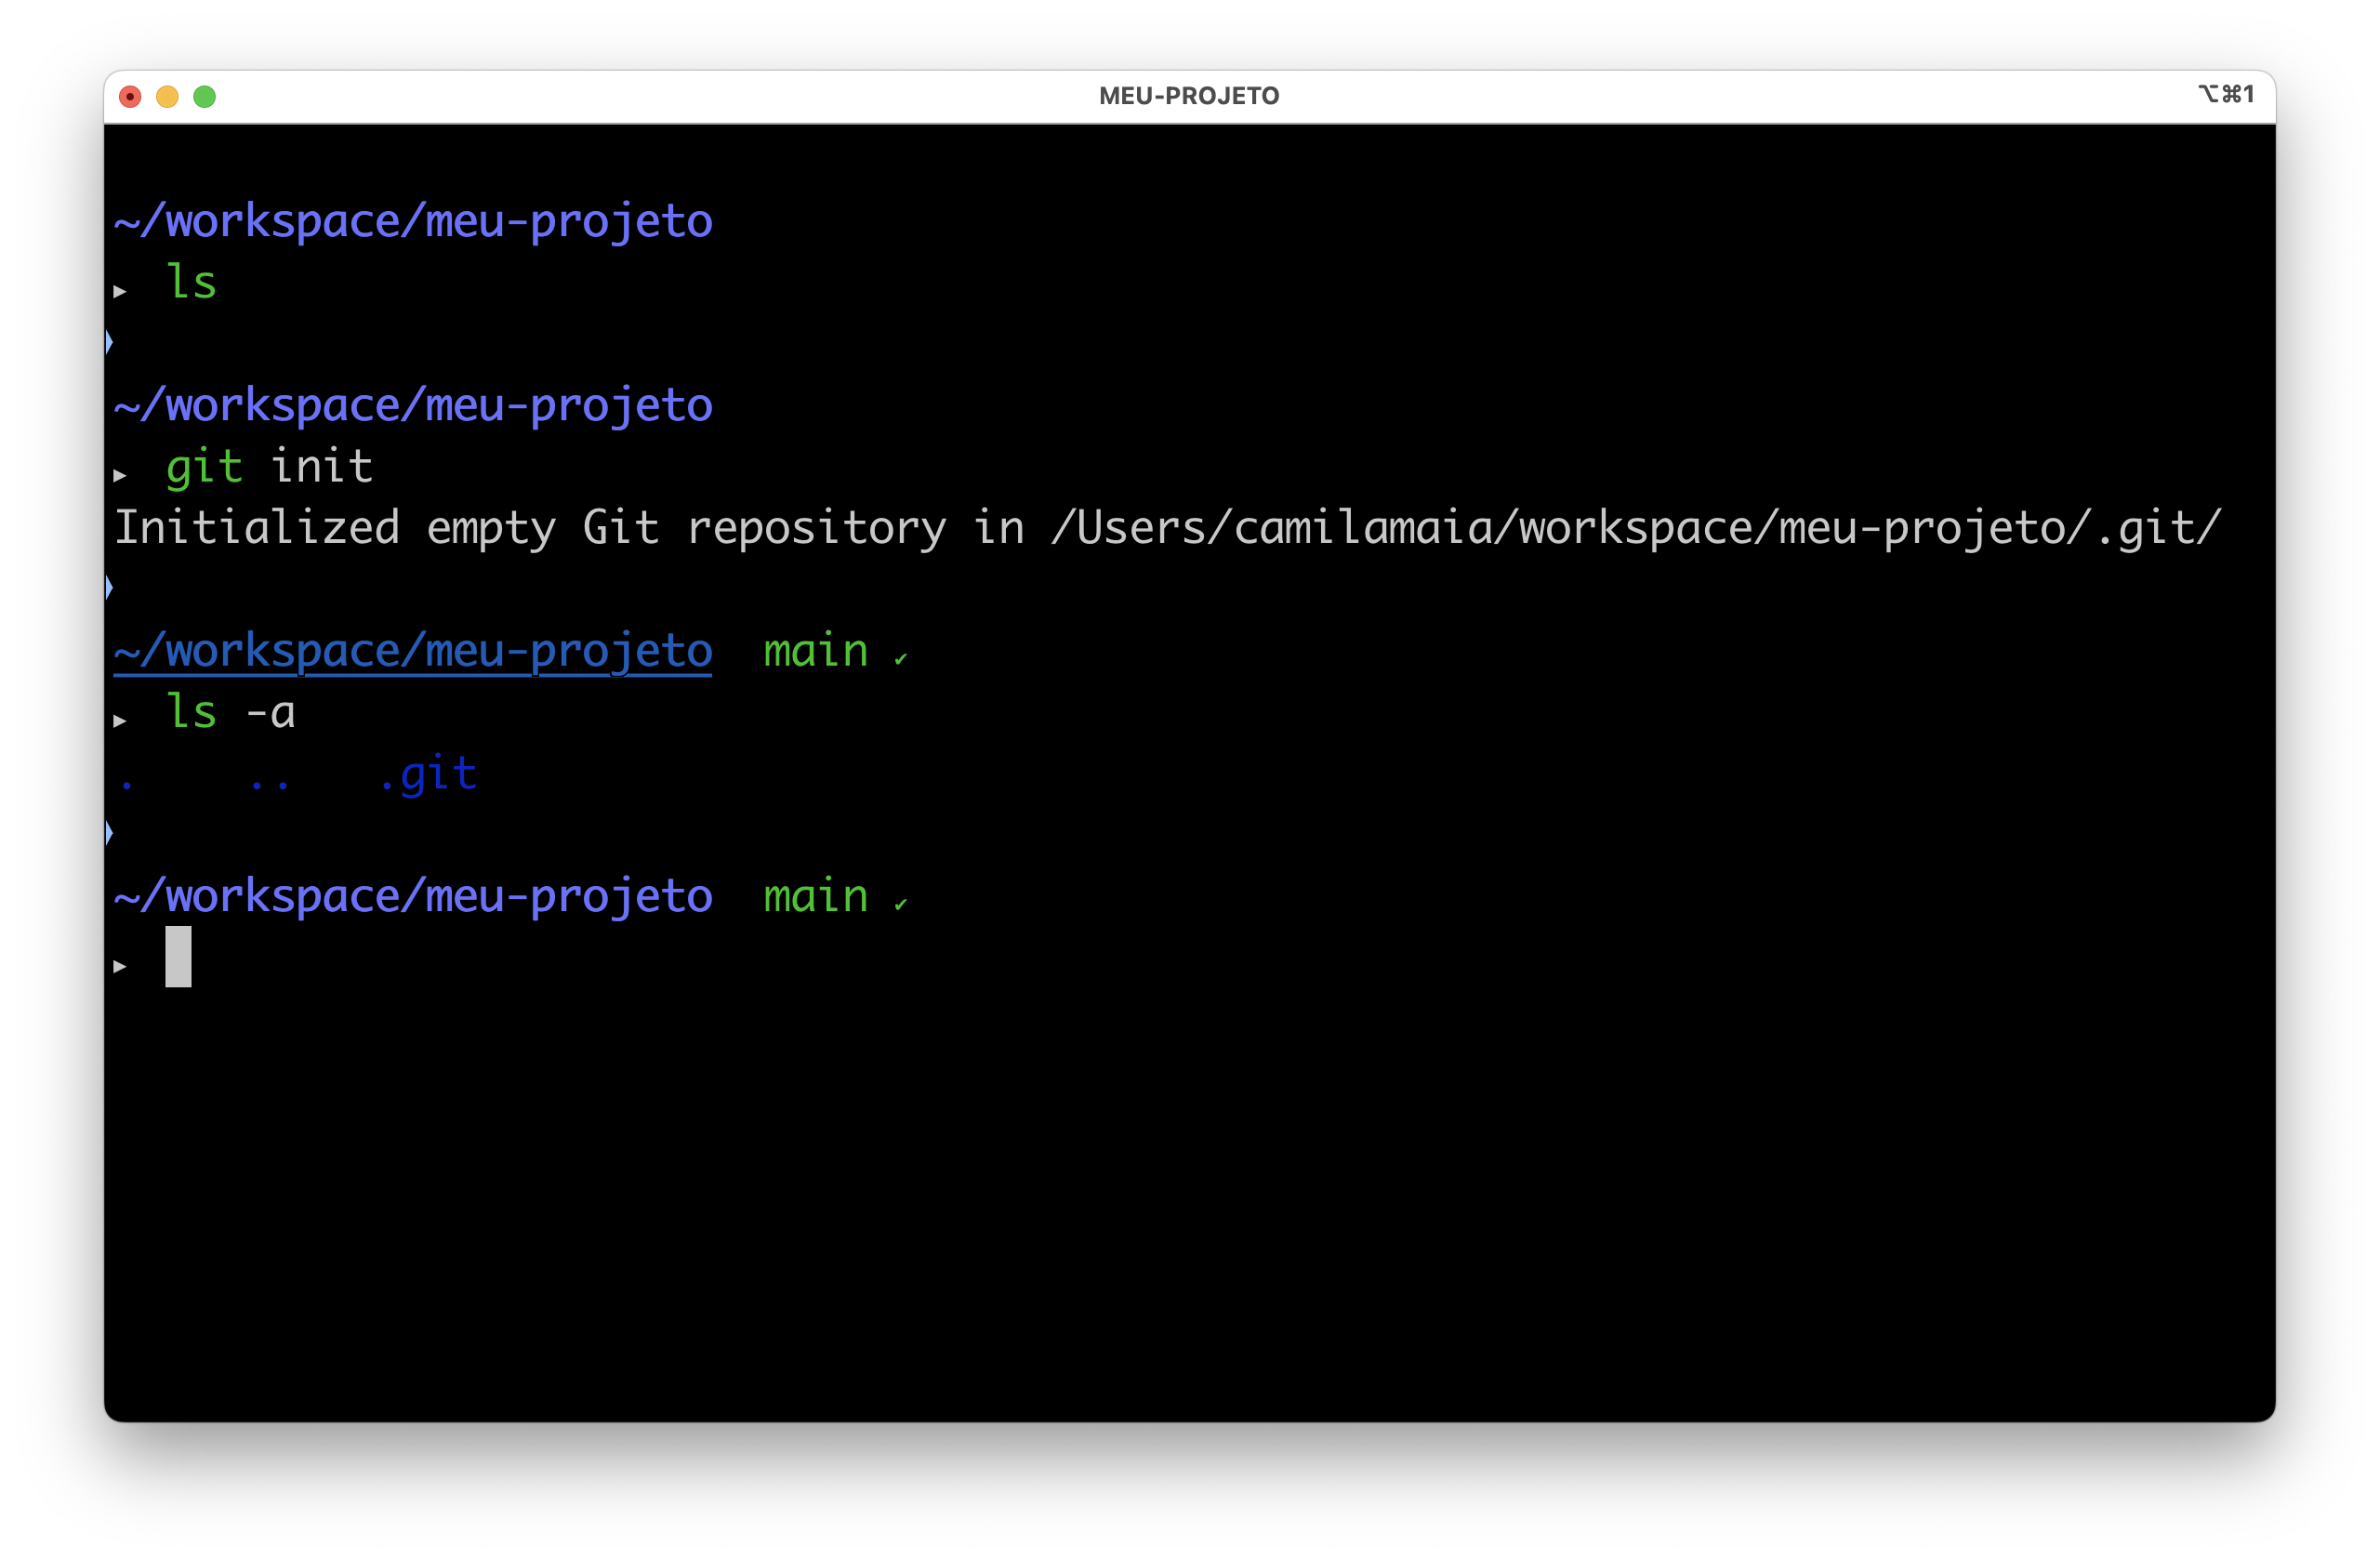 MEU-PROJETO ⌥⌘1
~/workspace/meu-projeto
▸ ls
~/workspace/meu-projeto
▸ git init
Initialized empty Git repository in /Users/camilamaia/workspace/meu-projeto/.git/
~/workspace/meu-projeto main ✔
▸ ls -a
. .. .git
~/workspace/meu-projeto main ✔
▸